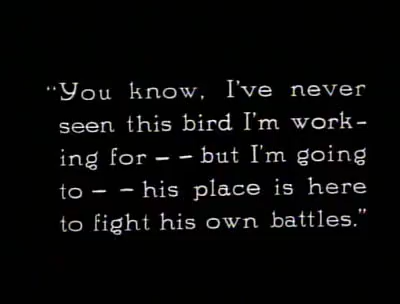 "You know, I've never
seen this bird I'm work-
ing for -- but I'm going
to -- his place is here
to fight his own battles."